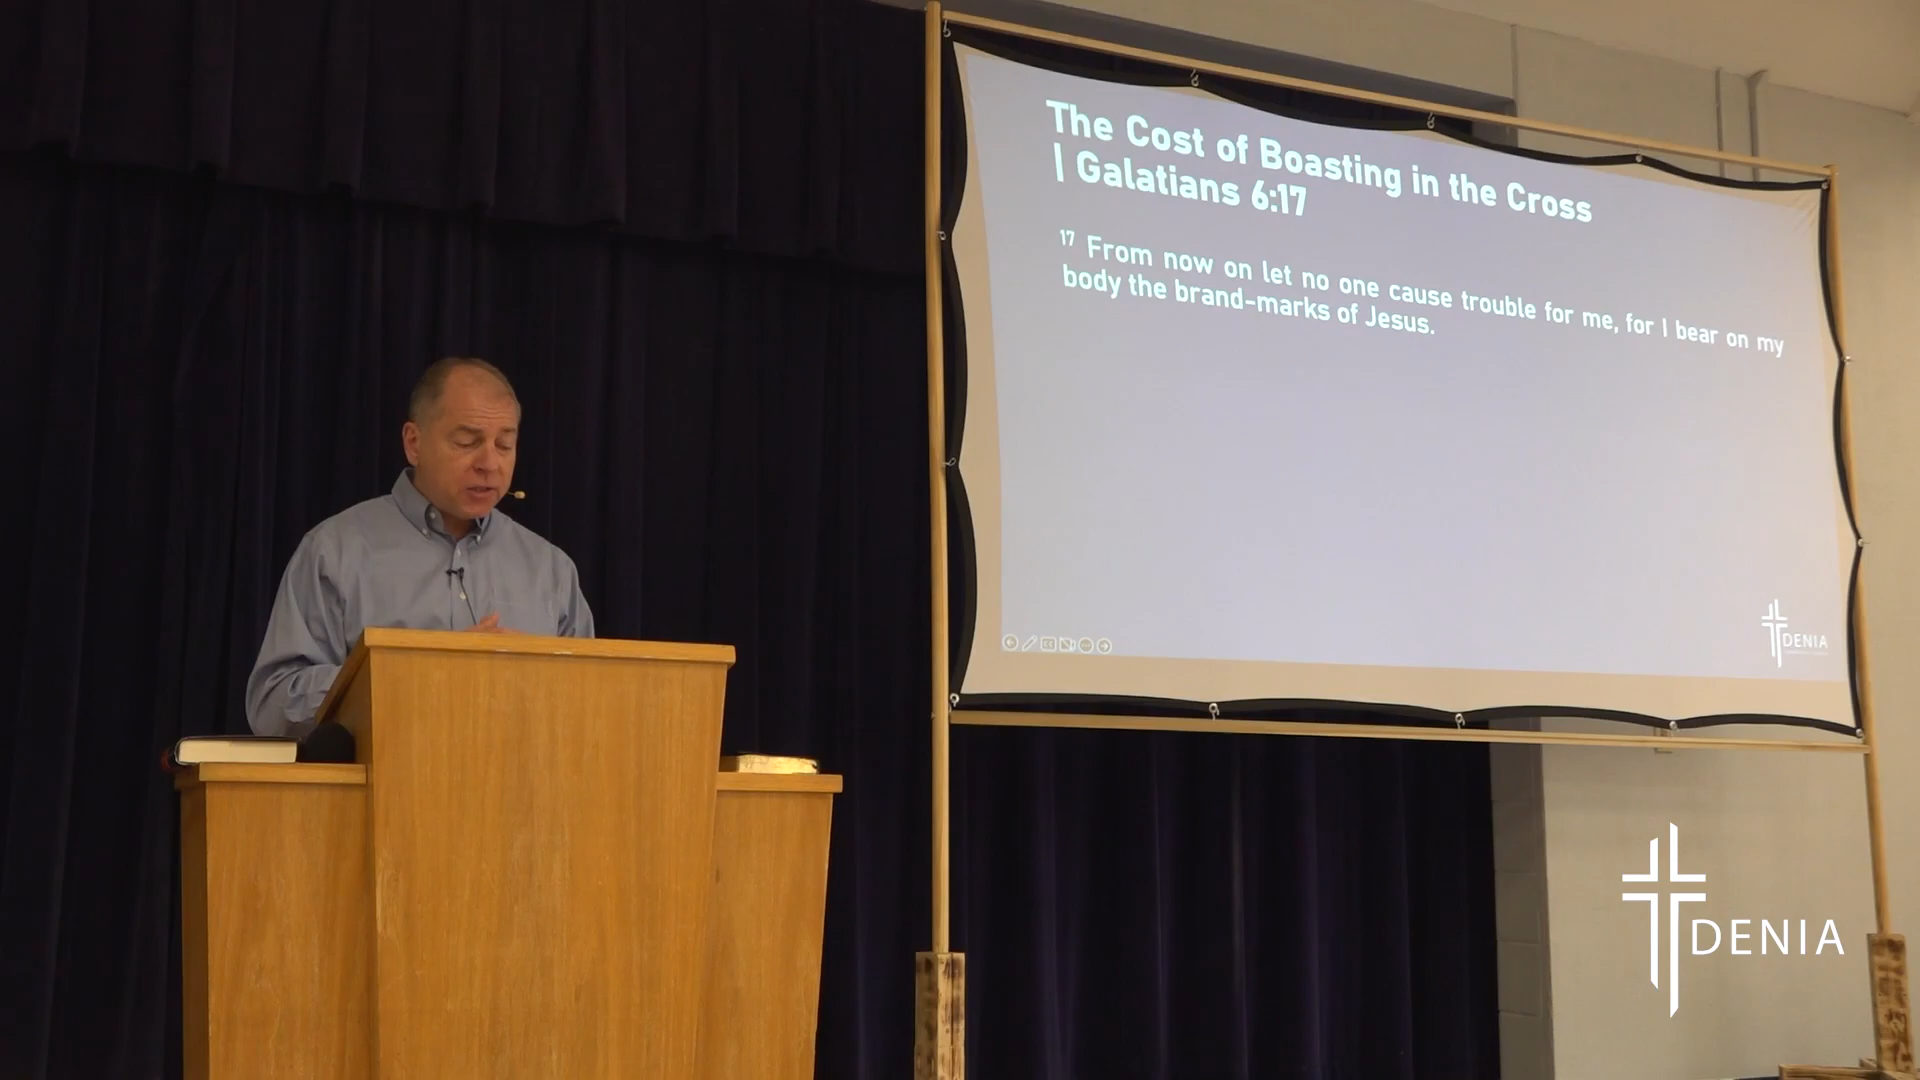 The Cost of Boasting in the Cross
| Galatians 6:17
17 From now on let no one cause trouble for me, for I bear on my
body the brand-marks of Jesus.
DENIA
DENIA